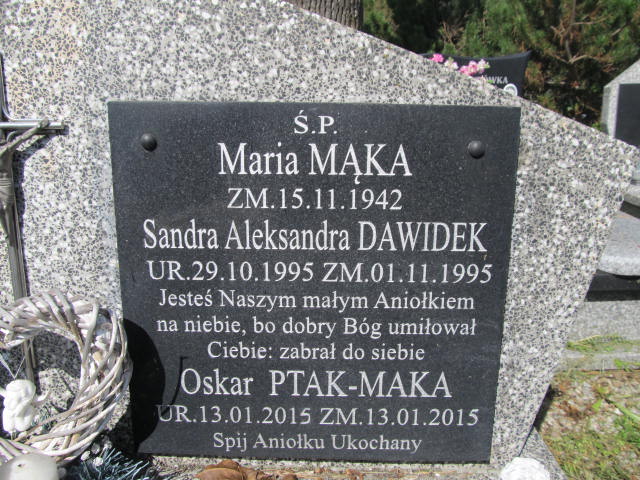 Ś.P.
Maria MĄKA
ZM.15.11.1942
Sandra Aleksandra DAWIDEK
UR.29.10.1995 ZM.01.11.1995
Jesteś Naszym małym Aniołkiem
na niebie, bo dobry Bóg umiłował
Ciebie: zabrał do siebie
Oskar PTAK-MAKA
UR.13.01.2015 ZM.13.01.2015
Spij Aniołku Ukochany